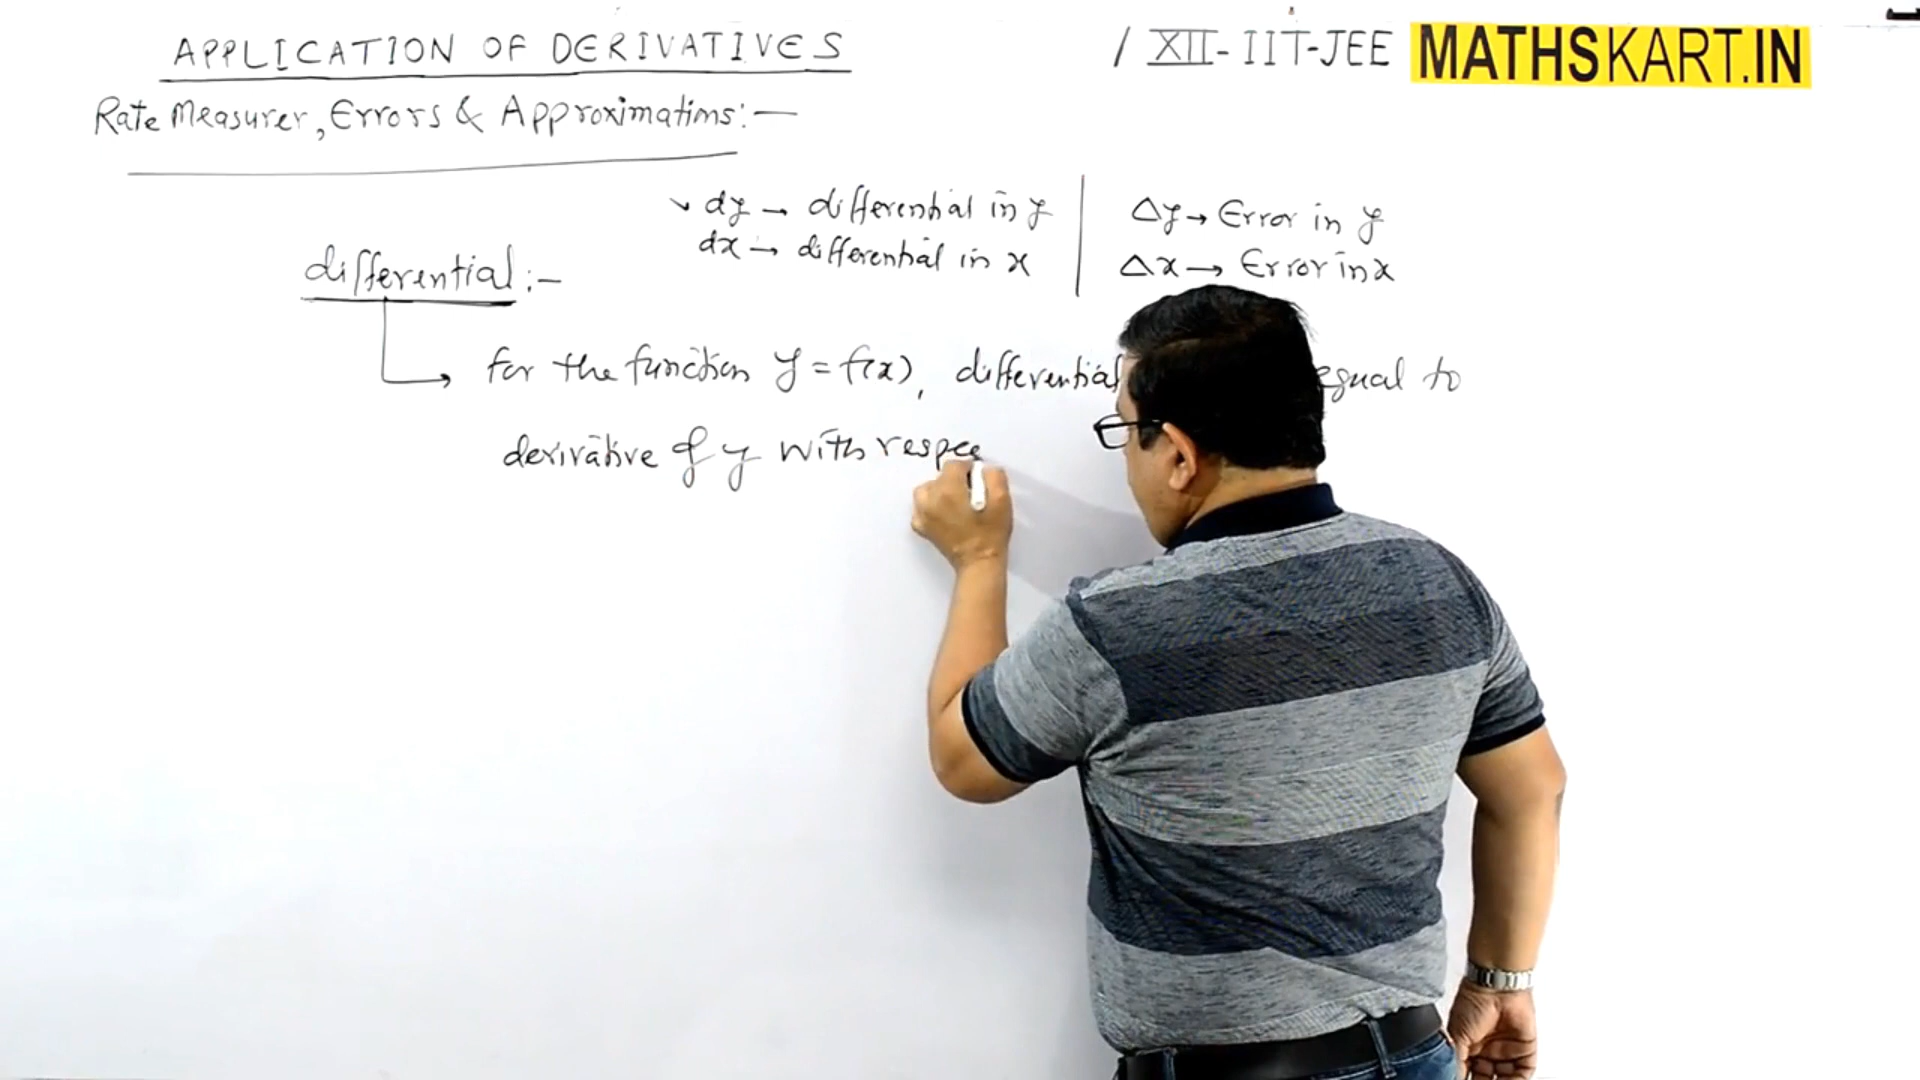 APPLICATION OF DERIVATIVES / XII-IIT-JEE MATHSKART.IN
Rate Measurer, Errors & Approximations:—
dy → differential in y | Δy → Error in y
dx → differential in x | Δx → Error in x
differential:—
→ for the function y = f(x), differential equal to
derivative of y with respec